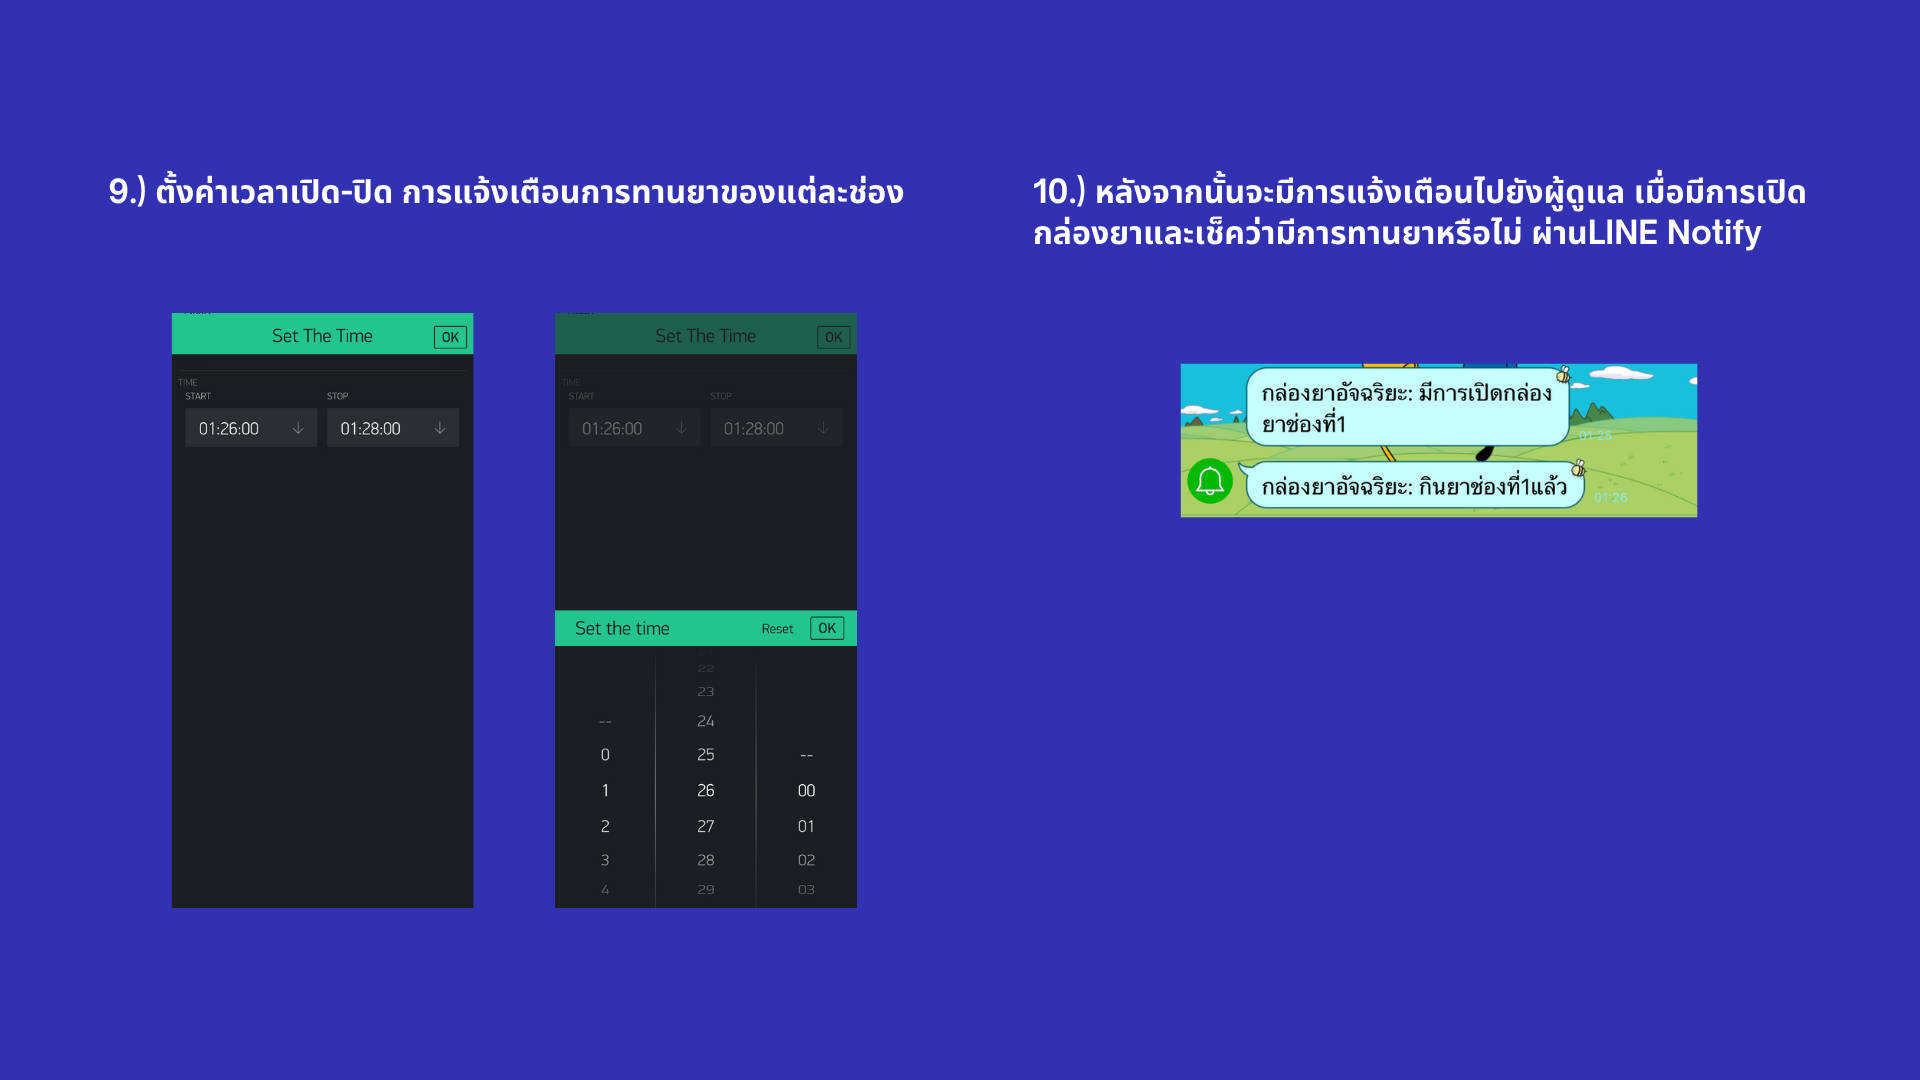 9.) ตั้งค่าเวลาเปิด-ปิด การแจ้งเตือนการทานยาของแต่ละช่อง
Set The Time
OK
TIME
START
STOP
01:26:00
01:28:00
Set The Time
OK
TIME
START
STOP
01:26:00
01:28:00
Set the time
Reset
OK
22
23
-- 24
0 25 --
1 26 00
2 27 01
3 28 02
4 29 03
10.) หลังจากนั้นจะมีการแจ้งเตือนไปยังผู้ดูแล เมื่อมีการเปิด
กล่องยาและเช็คว่ามีการทานยาหรือไม่ ผ่านLINE Notify
กล่องยาอัจฉริยะ: มีการเปิดกล่อง
ยาช่องที่1
01:25
กล่องยาอัจฉริยะ: กินยาช่องที่1แล้ว
01:26